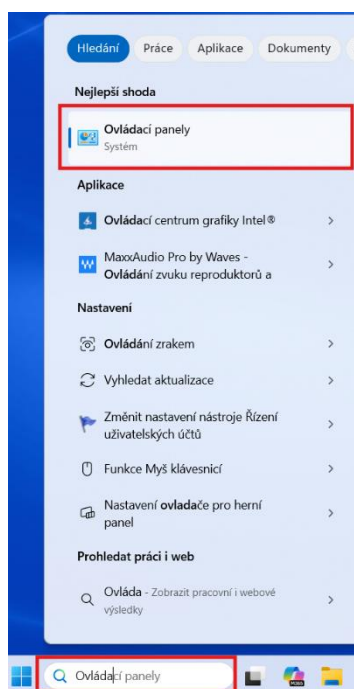 Hledání Práce Aplikace Dokumenty
Nejlepší shoda
Ovládací panely
Systém
Aplikace
Ovládací centrum grafiky Intel®
MaxxAudio Pro by Waves -
Ovládání zvuku reproduktorů a
Nastavení
Ovládání zrakem
Vyhledat aktualizace
Změnit nastavení nástroje Řízení
uživatelských účtů
Funkce Myš klávesnicí
Nastavení ovladače pro herní
panel
Prohledat práci i web
Ovláda - Zobrazit pracovní i webové
výsledky
Ovládací panely
M365